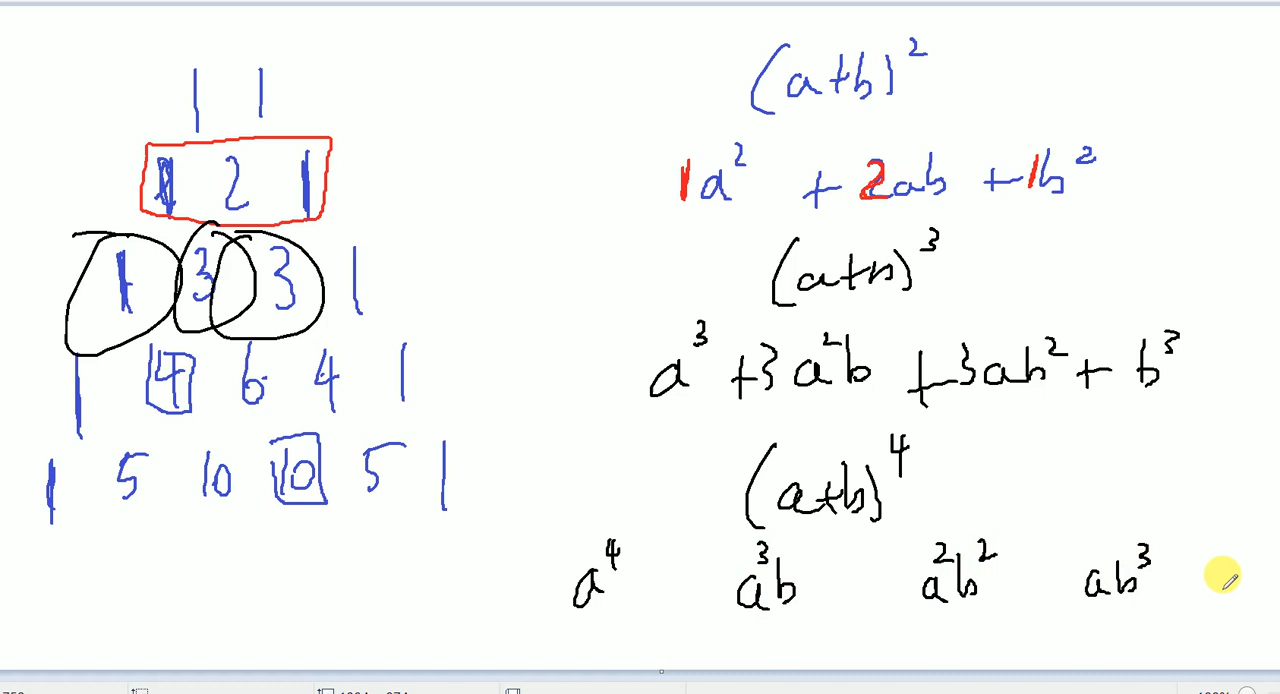 1 1
1 2 1
1 3 3 1
1 4 6 4 1
1 5 10 10 5 1
(a+b)²
1a² + 2ab + 1b²
(a+b)³
a³ + 3a²b + 3ab² + b³
(a+b)⁴
a⁴ a³b a²b² ab³